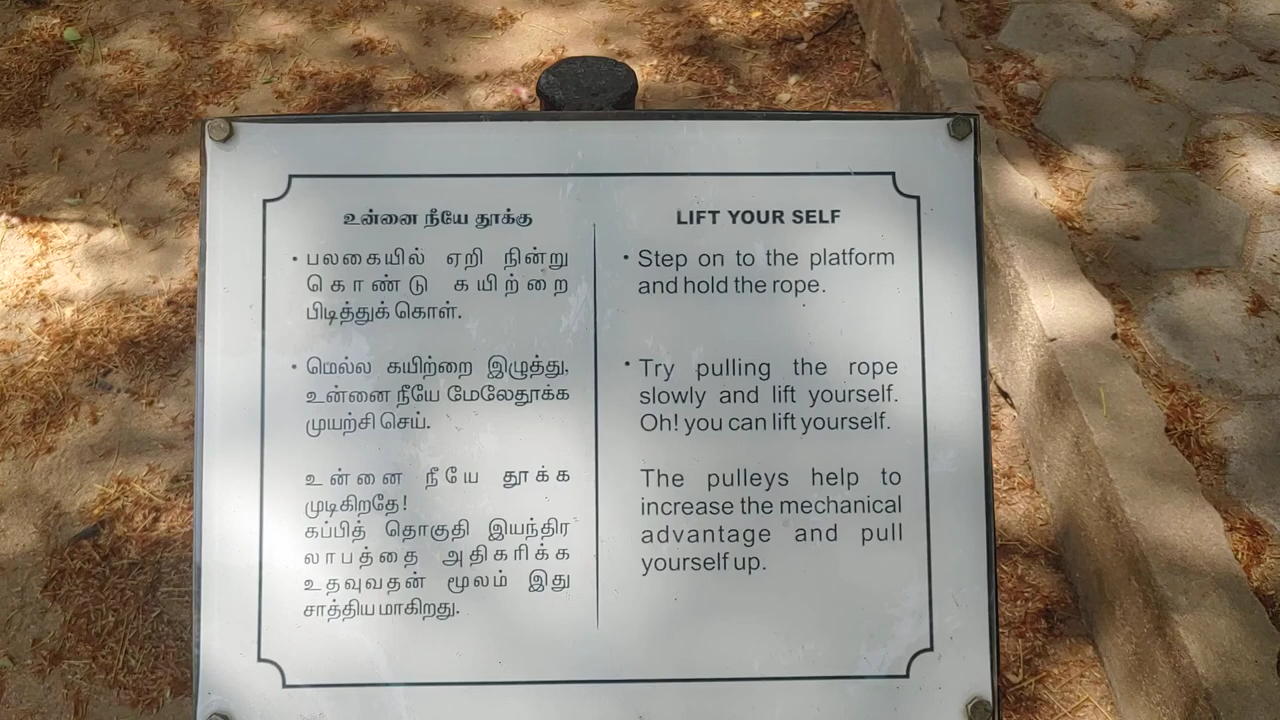 உன்னை நீயே தூக்கு
• பலகையில் ஏறி நின்று
கொண்டு கயிற்றை
பிடித்துக் கொள்.
• மெல்ல கயிற்றை இழுத்து,
உன்னை நீயே மேலேதூக்க
முயற்சி செய்.
உன்னை நீயே தூக்க
முடிகிறதே!
கப்பித் தொகுதி இயந்திர
லாபத்தை அதிகரிக்க
உதவுவதன் மூலம் இது
சாத்தியமாகிறது.
LIFT YOUR SELF
• Step on to the platform
and hold the rope.
• Try pulling the rope
slowly and lift yourself.
Oh! you can lift yourself.
The pulleys help to
increase the mechanical
advantage and pull
yourself up.